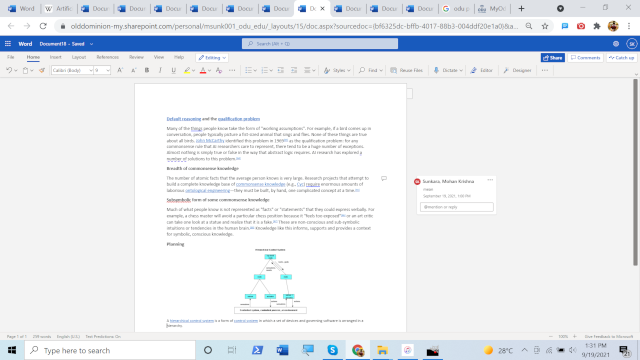 W Artific
Docu
Docu
Docu
Docu
Docu
Docu
Docu
Docu
Docu
odu p
MyOD
olddominion-my.sharepoint.com/personal/msunk001_odu_edu/_layouts/15/doc.aspx?sourcedoc={bf6325dc-bffb-4017-88b3-004ddf20e1a0}&a...
Word Document18 - Saved
Search (Alt + Q)
File Home Insert Layout References Review View Help Editing Share Comments Catch up
Calibri (Body) 9 Styles Find Reuse Files Dictate Editor Designer
Default reasoning and the qualification problem
Many of the things people know take the form of "working assumptions". For example, if a bird comes up in
conversation, people typically picture a fist-sized animal that sings and flies. None of these things are true
about all birds. John McCarthy identified this problem in 1969 as the qualification problem: for any
commonsense rule that AI researchers care to represent, there tend to be a huge number of exceptions.
Almost nothing is simply true or false in the way that abstract logic requires. AI research has explored a
number of solutions to this problem.
Breadth of commonsense knowledge
The number of atomic facts that the average person knows is very large. Research projects that attempt to
build a complete knowledge base of commonsense knowledge (e.g., Cyc) require enormous amounts of
laborious ontological engineering—they must be built, by hand, one complicated concept at a time.
Subsymbolic form of some commonsense knowledge
Much of what people know is not represented as "facts" or "statements" that they could express verbally. For
example, a chess master will avoid a particular chess position because it "feels too exposed" or an art critic
can take one look at a statue and realize that it is a fake. These are non-conscious and sub-symbolic
intuitions or tendencies in the human brain. Knowledge like this informs, supports and provides a context
for symbolic, conscious knowledge.
Planning
A hierarchical control system is a form of control system in which a set of devices and governing software is arranged in a
hierarchy.
Sunkara, Mohan Krishna
September 19, 2021, 1:00 PM
@mention or reply
Page 1 of 1 259 words English (U.S.) Text Predictions: On 100% Fit Give Feedback to Microsoft
Type here to search
28°C
1:31 PM
9/19/2021